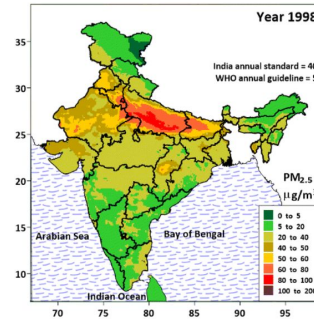 Year 1998
35
India annual standard = 40
WHO annual guideline = 5
30
25
20
PM2.5
μg/m
0 to 5
5 to 20
20 to 40
40 to 50
50 to 60
60 to 80
80 to 100
100 to 200
15
Arabian Sea
Bay of Bengal
10
Indian Ocean
70 75 80 85 90 95